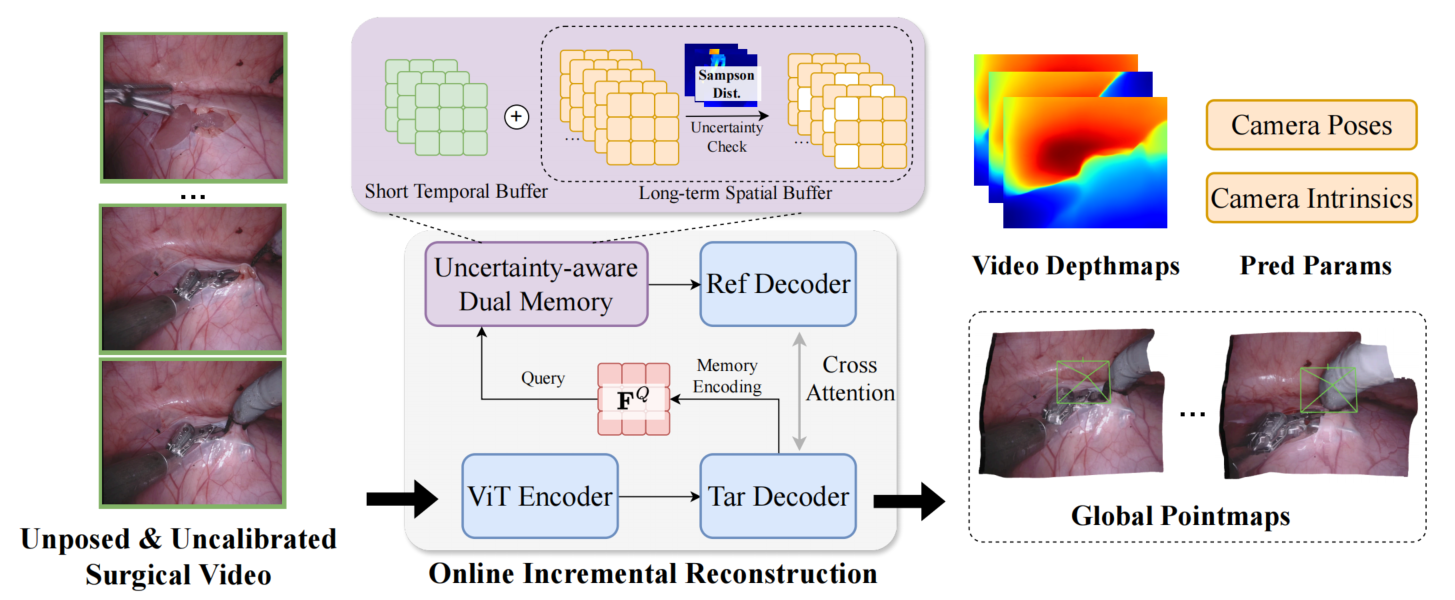 ...
Unposed & Uncalibrated
Surgical Video
+
...
Sampson
Dist.
Uncertainty
Check
...
Short Temporal Buffer
Long-term Spatial Buffer
Uncertainty-aware
Dual Memory
Ref Decoder
Query
F^Q
Memory
Encoding
Cross
Attention
ViT Encoder
Tar Decoder
Online Incremental Reconstruction
Video Depthmaps
Camera Poses
Camera Intrinsics
Pred Params
...
Global Pointmaps